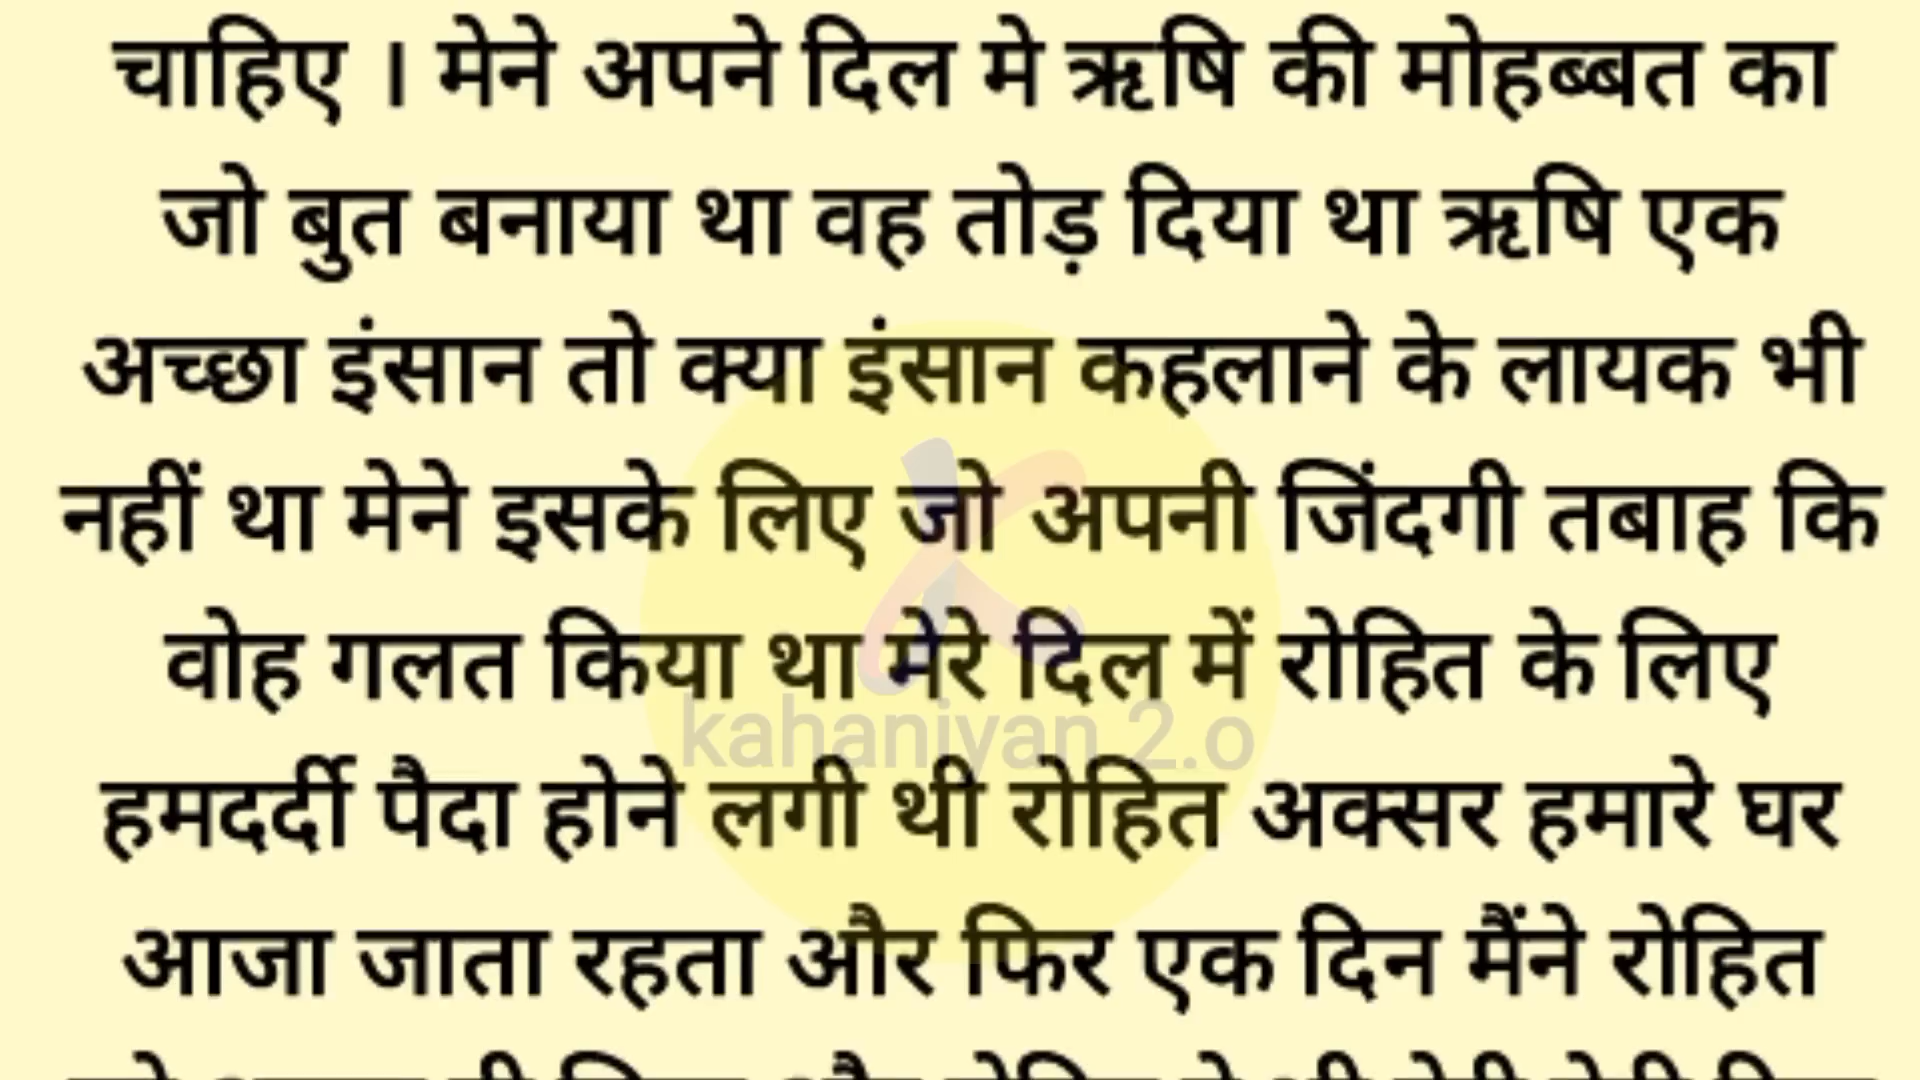 चाहिए । मेने अपने दिल मे ऋषि की मोहब्बत का
जो बुत बनाया था वह तोड़ दिया था ऋषि एक
अच्छा इंसान तो क्या इंसान कहलाने के लायक भी
नहीं था मेने इसके लिए जो अपनी जिंदगी तबाह कि
वोह गलत किया था मेरे दिल में रोहित के लिए
kahaniyan 2.o
हमदर्दी पैदा होने लगी थी रोहित अक्सर हमारे घर
आजा जाता रहता और फिर एक दिन मैंने रोहित